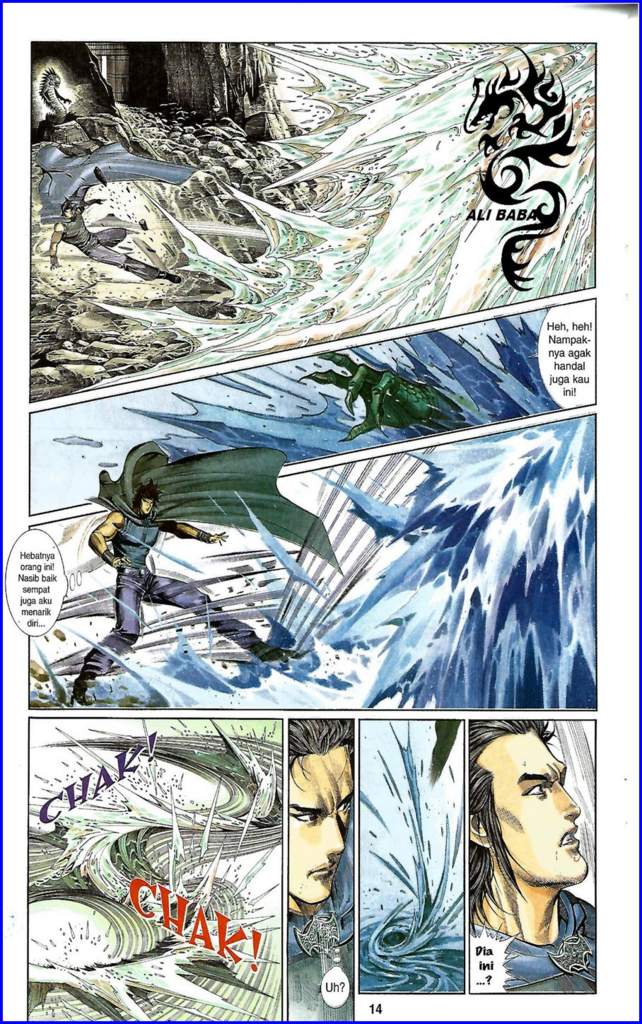 ALI BABA
Heh, heh!
Nampak-
nya agak
handal
juga kau
ini!
Hebatnya
orang ini!
Nasib baik
sempat
juga aku
menarik
diri...
CHAK!
CHAK!
Uh?
Dia
ini
...?
14